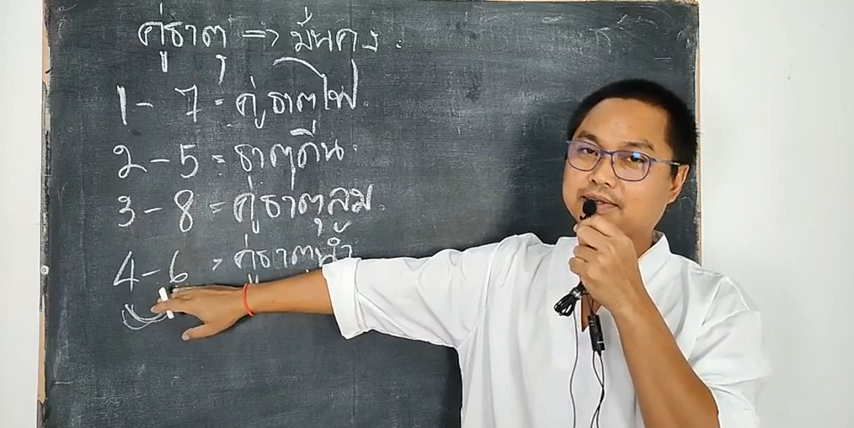 คู่ธาตุ => มั่นคง
1 - 7 = คู่ธาตุไฟ
2 - 5 = ธาตุดิน
3 - 8 = คู่ธาตุลม
4 - 6 = คู่ธาตุน้ำ